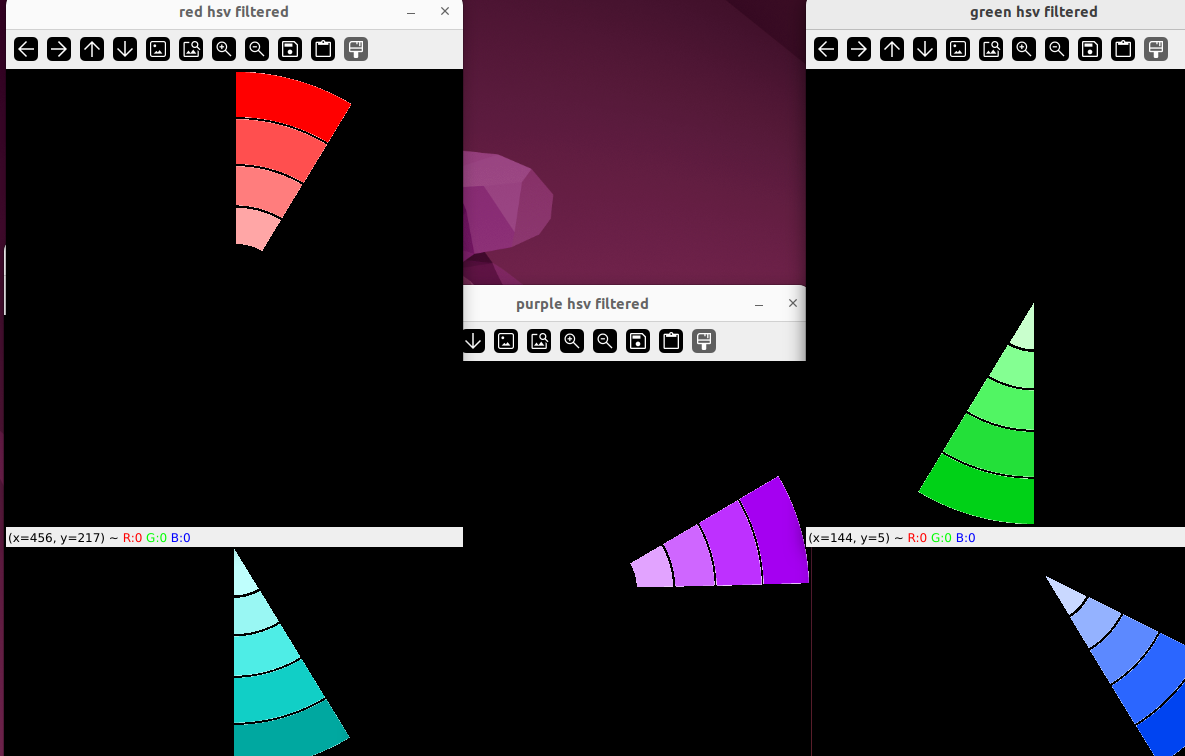 red hsv filtered
green hsv filtered
purple hsv filtered
(x=456, y=217) ~ R:0 G:0 B:0
(x=144, y=5) ~ R:0 G:0 B:0